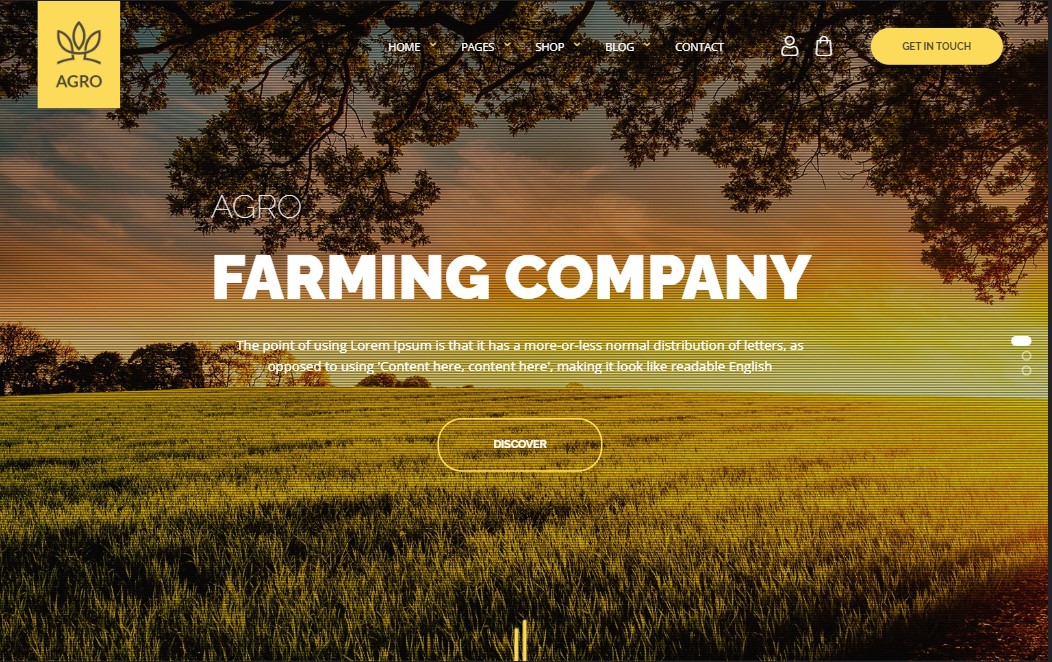 AGRO
HOME
PAGES
SHOP
BLOG
CONTACT
GET IN TOUCH
AGRO
FARMING COMPANY
The point of using Lorem Ipsum is that it has a more-or-less normal distribution of letters, as
opposed to using 'Content here, content here', making it look like readable English
DISCOVER